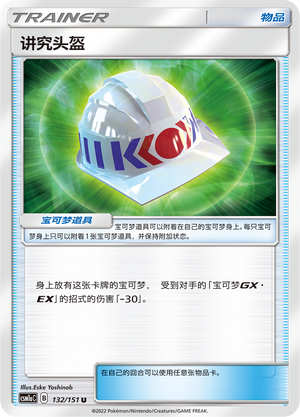 TRAINER
物品
讲究头盔
宝可梦道具
宝可梦道具可以附着在自己的宝可梦身上。每只宝可
梦身上只可以附着1张宝可梦道具，并保持附加状态。
身上放有这张卡牌的宝可梦，受到对手的「宝可梦GX・
EX」的招式的伤害「-30」。
Illus.Eske Yoshinob
CSM1cC B 132/151 U
在自己的回合可以使用任意张物品卡。
©2022 Pokémon/Nintendo/Creatures/GAME FREAK.